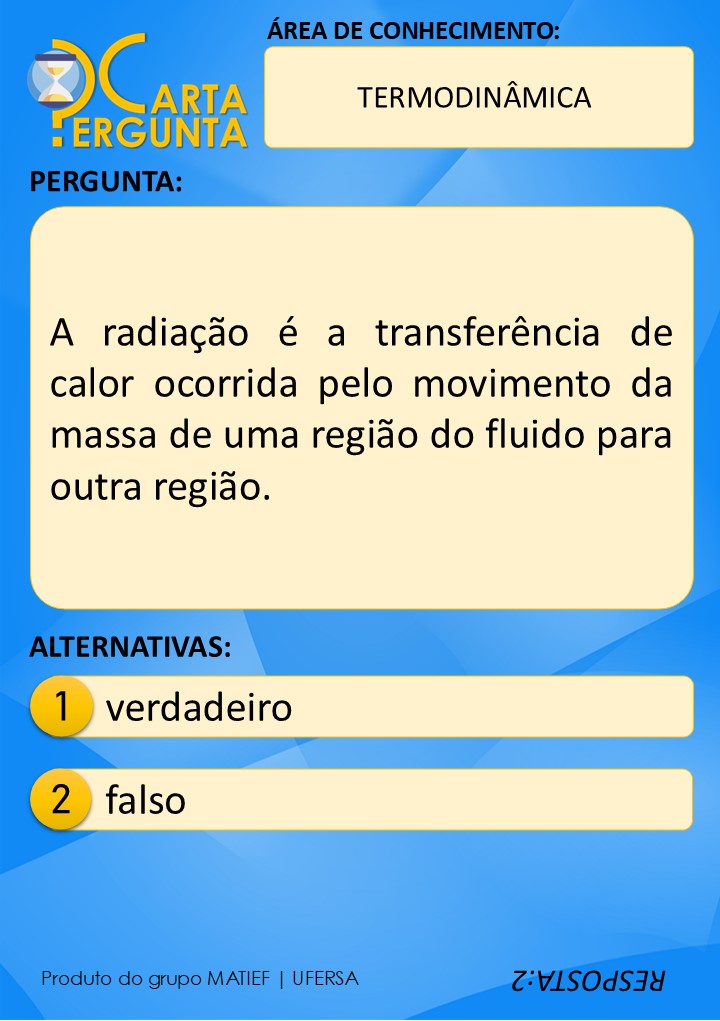 ÁREA DE CONHECIMENTO:
CARTA
PERGUNTA
TERMODINÂMICA
PERGUNTA:
A radiação é a transferência de
calor ocorrida pelo movimento da
massa de uma região do fluido para
outra região.
ALTERNATIVAS:
1 verdadeiro
2 falso
Produto do grupo MATIEF | UFERSA
RESPOSTA:2